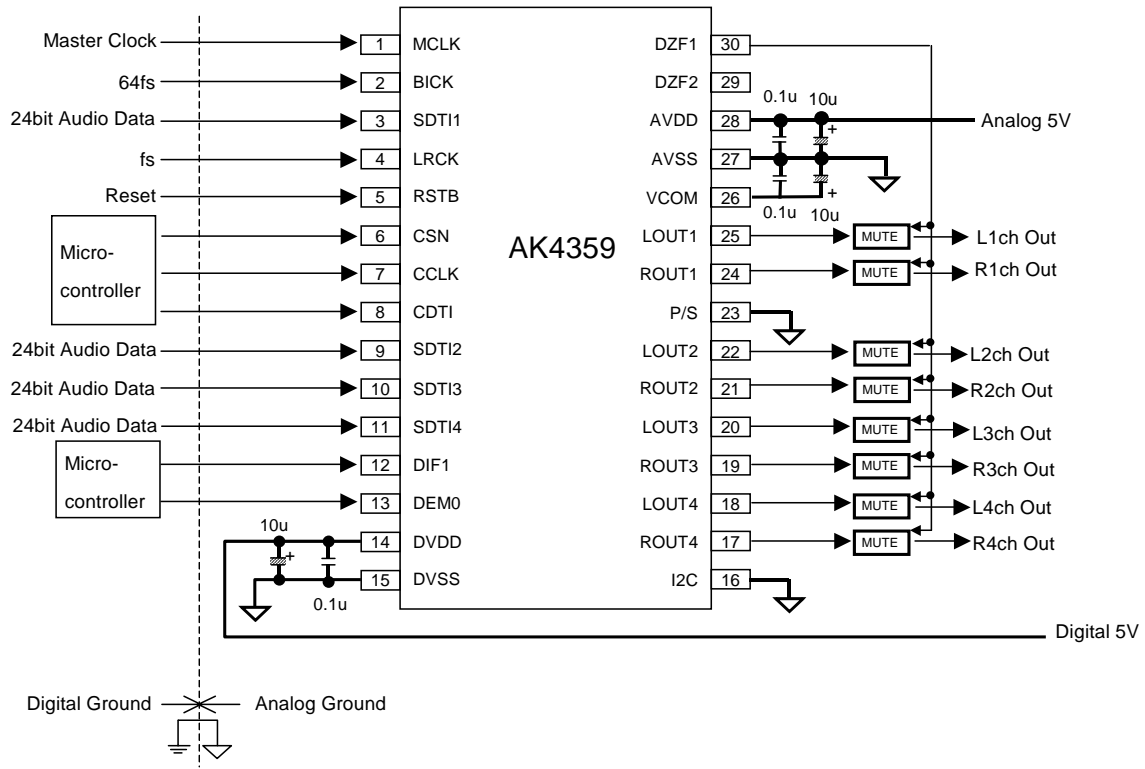 Master Clock
64fs
24bit Audio Data
fs
Reset
Micro-
controller
24bit Audio Data
24bit Audio Data
24bit Audio Data
Micro-
controller
10u
+
0.1u
1
2
3
4
5
6
7
8
9
10
11
12
13
14
15
MCLK
BICK
SDTI1
LRCK
RSTB
CSN
CCLK
CDTI
SDTI2
SDTI3
SDTI4
DIF1
DEM0
DVDD
DVSS
AK4359
DZF1
DZF2
AVDD
AVSS
VCOM
LOUT1
ROUT1
P/S
LOUT2
ROUT2
LOUT3
ROUT3
LOUT4
ROUT4
I2C
30
29
28
27
26
25
24
23
22
21
20
19
18
17
16
0.1u
10u
+
+
0.1u
10u
Analog 5V
MUTE
L1ch Out
MUTE
R1ch Out
MUTE
L2ch Out
MUTE
R2ch Out
MUTE
L3ch Out
MUTE
R3ch Out
MUTE
L4ch Out
MUTE
R4ch Out
Digital 5V
Digital Ground
Analog Ground